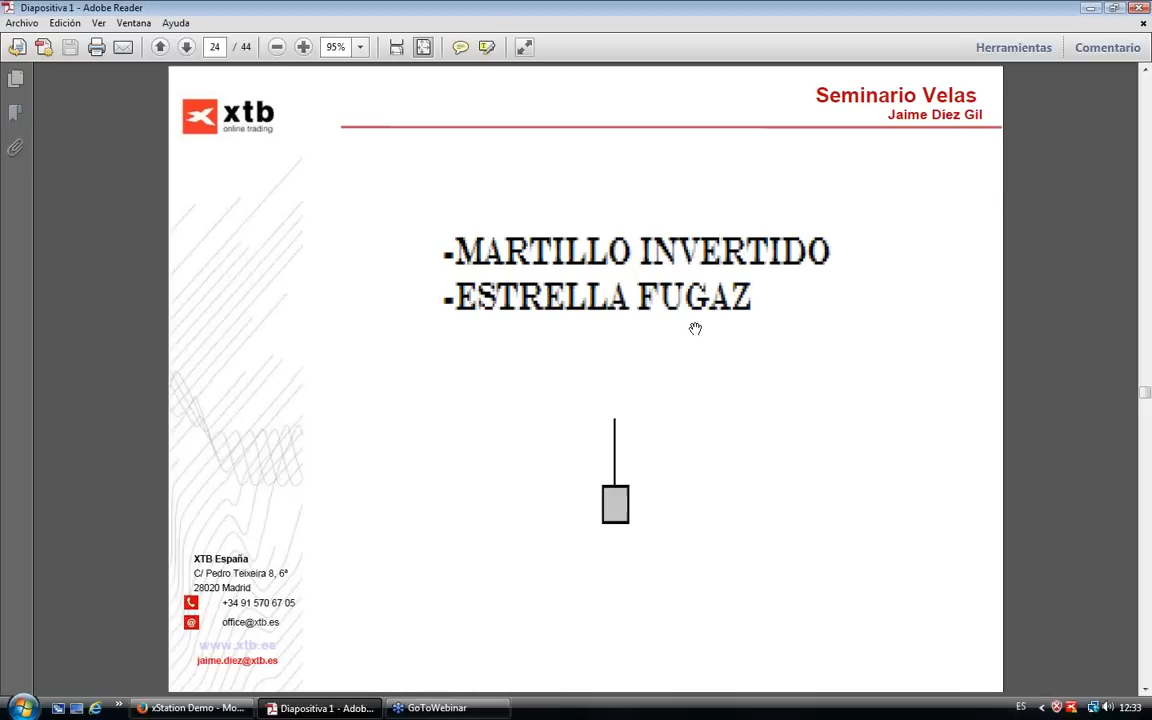 Diapositiva 1 - Adobe Reader
Archivo Edición Ver Ventana Ayuda
24 / 44 95% Herramientas Comentario
xtb
online trading
Seminario Velas
Jaime Díez Gil
-MARTILLO INVERTIDO
-ESTRELLA FUGAZ
XTB España
C/ Pedro Teixeira 8, 6ª
28020 Madrid
+34 91 570 67 05
office@xtb.es
www.xtb.es
jaime.diez@xtb.es
xStation Demo - Mo... Diapositiva 1 - Adob... GoToWebinar ES 12:33